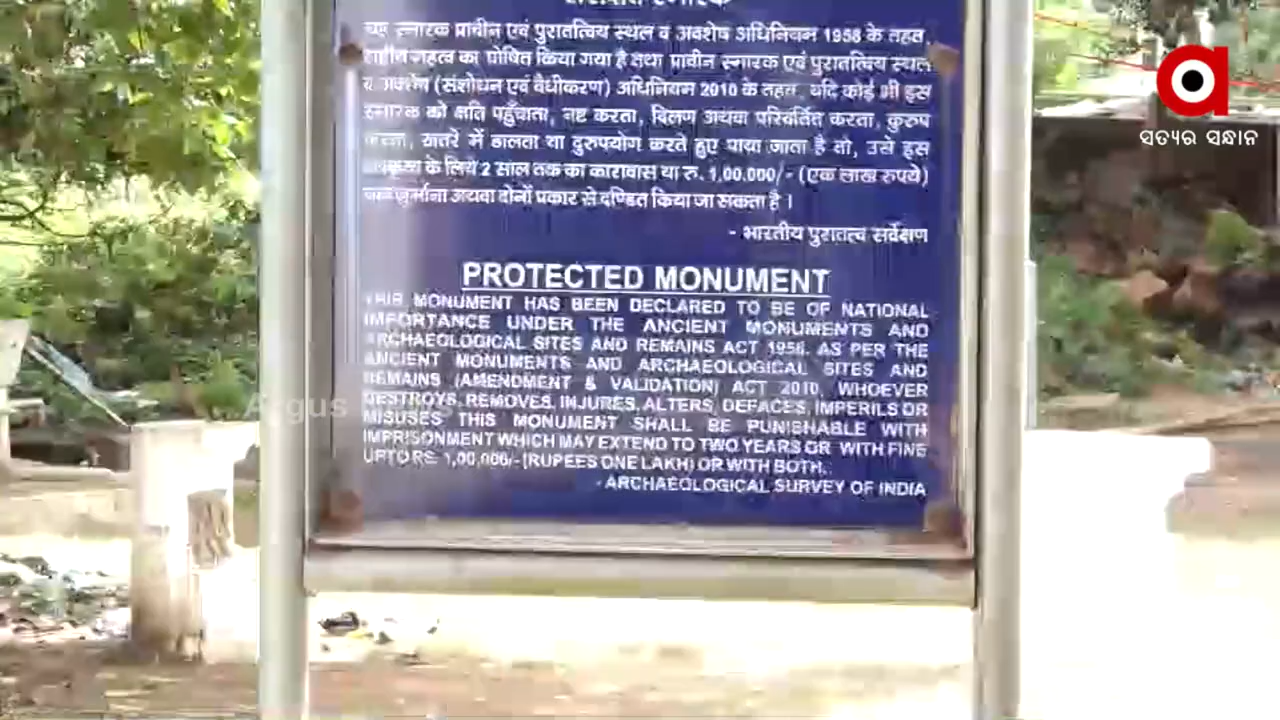 यह स्मारक प्राचीन एवं पुरातत्विय स्थल व अवशेष अधिनियम 1958 के तहत,
राष्ट्रीय महत्व का घोषित किया गया है तथा प्राचीन स्मारक एवं पुरातत्विय स्थल
व अवशेष (संशोधन एवं वैधीकरण) अधिनियम 2010 के तहत, यदि कोई भी इस
स्मारक को क्षति पहुँचाता, नष्ट करता, विलग अथवा परिवर्तित करता, कुरुप
करता, खतरे में डालता या दुरुपयोग करते हुए पाया जाता है तो, उसे इस
के लिये 2 साल तक का कारावास या रु. 1,00,000/- (एक लाख रुपये)
जुर्माना अथवा दोनों प्रकार से दण्डित किया जा सकता है ।
- भारतीय पुरातत्व सर्वेक्षण
PROTECTED MONUMENT
THIS MONUMENT HAS BEEN DECLARED TO BE OF NATIONAL
IMPORTANCE UNDER THE ANCIENT MONUMENTS AND
ARCHAEOLOGICAL SITES AND REMAINS ACT 1958. AS PER THE
ANCIENT MONUMENTS AND ARCHAEOLOGICAL SITES AND
REMAINS (AMENDMENT & VALIDATION) ACT 2010, WHOEVER
DESTROYS, REMOVES, INJURES, ALTERS, DEFACES, IMPERILS OR
MISUSES THIS MONUMENT SHALL BE PUNISHABLE WITH
IMPRISONMENT WHICH MAY EXTEND TO TWO YEARS OR WITH FINE
UPTO RS. 1,00,000/- (RUPEES ONE LAKH) OR WITH BOTH.
- ARCHAEOLOGICAL SURVEY OF INDIA
ସତ୍ୟର ସନ୍ଧାନ
Argus